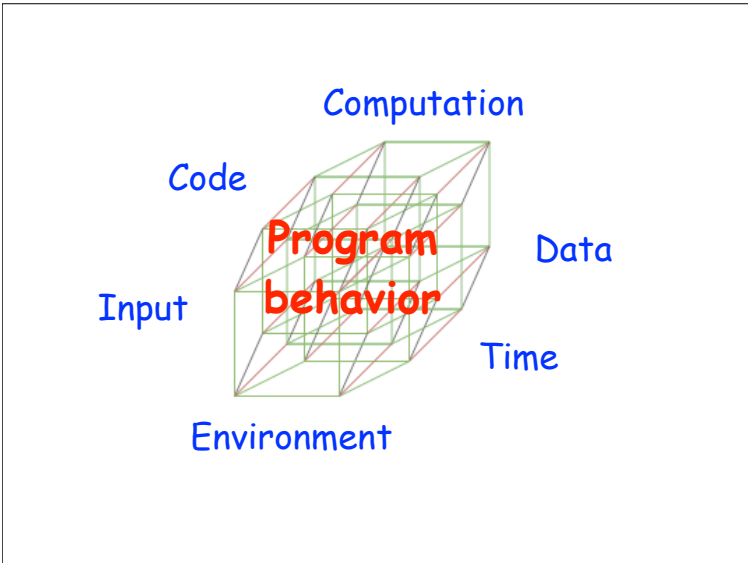 Computation
Code
Program
behavior
Data
Input
Time
Environment